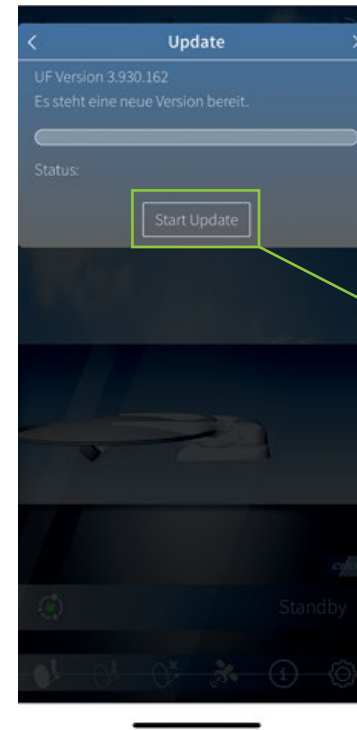 Update
UF Version 3.930.162
Es steht eine neue Version bereit.
Status:
Start Update
Standby